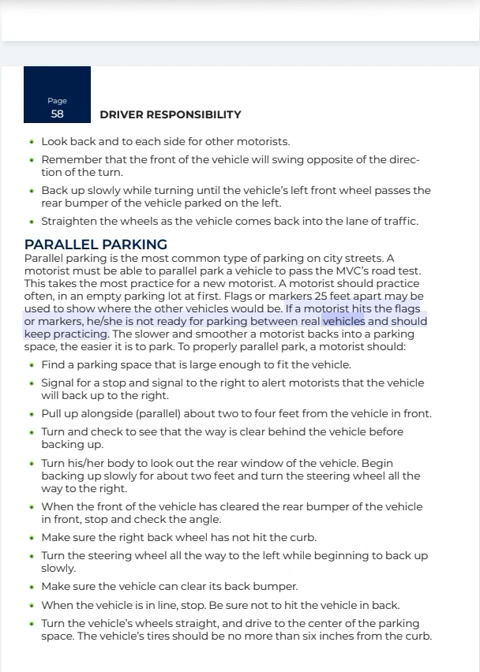 Page
58
DRIVER RESPONSIBILITY
• Look back and to each side for other motorists.
• Remember that the front of the vehicle will swing opposite of the direc-
tion of the turn.
• Back up slowly while turning until the vehicle's left front wheel passes the
rear bumper of the vehicle parked on the left.
• Straighten the wheels as the vehicle comes back into the lane of traffic.
PARALLEL PARKING
Parallel parking is the most common type of parking on city streets. A
motorist must be able to parallel park a vehicle to pass the MVC's road test.
This takes the most practice for a new motorist. A motorist should practice
often, in an empty parking lot at first. Flags or markers 25 feet apart may be
used to show where the other vehicles would be. If a motorist hits the flags
or markers, he/she is not ready for parking between real vehicles and should
keep practicing. The slower and smoother a motorist backs into a parking
space, the easier it is to park. To properly parallel park, a motorist should:
• Find a parking space that is large enough to fit the vehicle.
• Signal for a stop and signal to the right to alert motorists that the vehicle
will back up to the right.
• Pull up alongside (parallel) about two to four feet from the vehicle in front.
• Turn and check to see that the way is clear behind the vehicle before
backing up.
• Turn his/her body to look out the rear window of the vehicle. Begin
backing up slowly for about two feet and turn the steering wheel all the
way to the right.
• When the front of the vehicle has cleared the rear bumper of the vehicle
in front, stop and check the angle.
• Make sure the right back wheel has not hit the curb.
• Turn the steering wheel all the way to the left while beginning to back up
slowly.
• Make sure the vehicle can clear its back bumper.
• When the vehicle is in line, stop. Be sure not to hit the vehicle in back.
• Turn the vehicle's wheels straight, and drive to the center of the parking
space. The vehicle's tires should be no more than six inches from the curb.